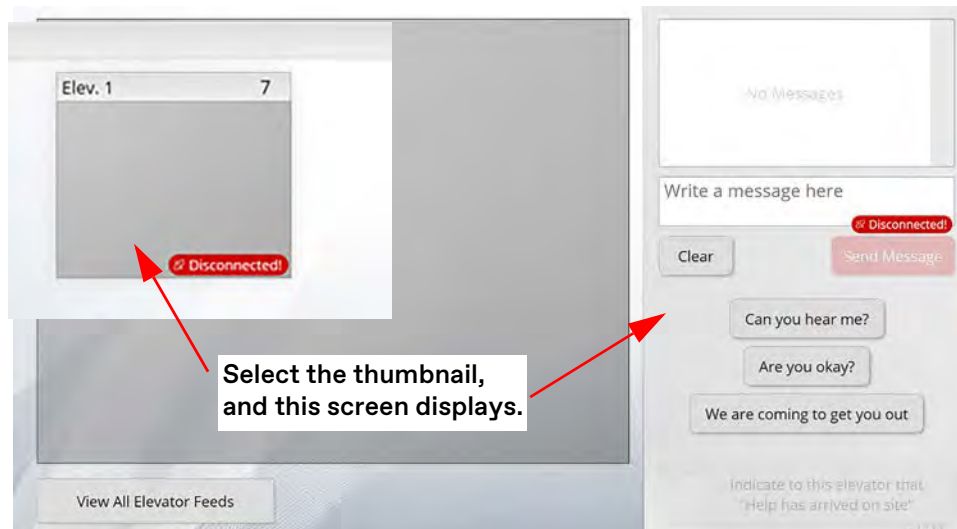 Elev. 1 7
Disconnected!
Select the thumbnail,
and this screen displays.
View All Elevator Feeds
No Messages
Write a message here
Disconnected!
Clear
Send Message
Can you hear me?
Are you okay?
We are coming to get you out
Indicate to this elevator that
"Help has arrived on site"